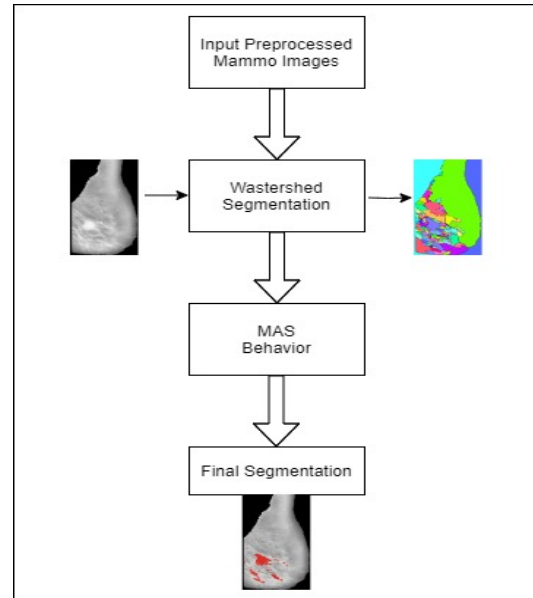 Input Preprocessed
Mammo Images
Wastershed
Segmentation
MAS
Behavior
Final Segmentation